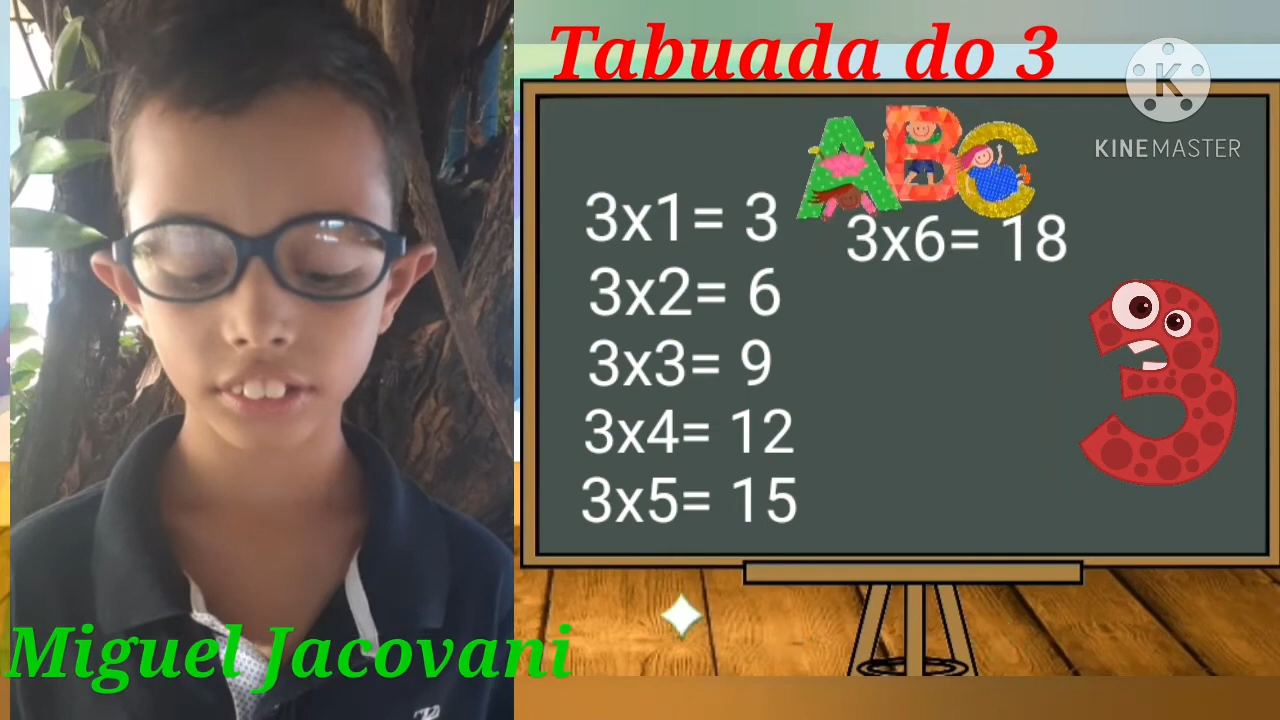 Tabuada do 3
KINEMASTER
K
ABC
3x1= 3
3x2= 6
3x3= 9
3x4= 12
3x5= 15
3x6= 18
3
Miguel Jacovani